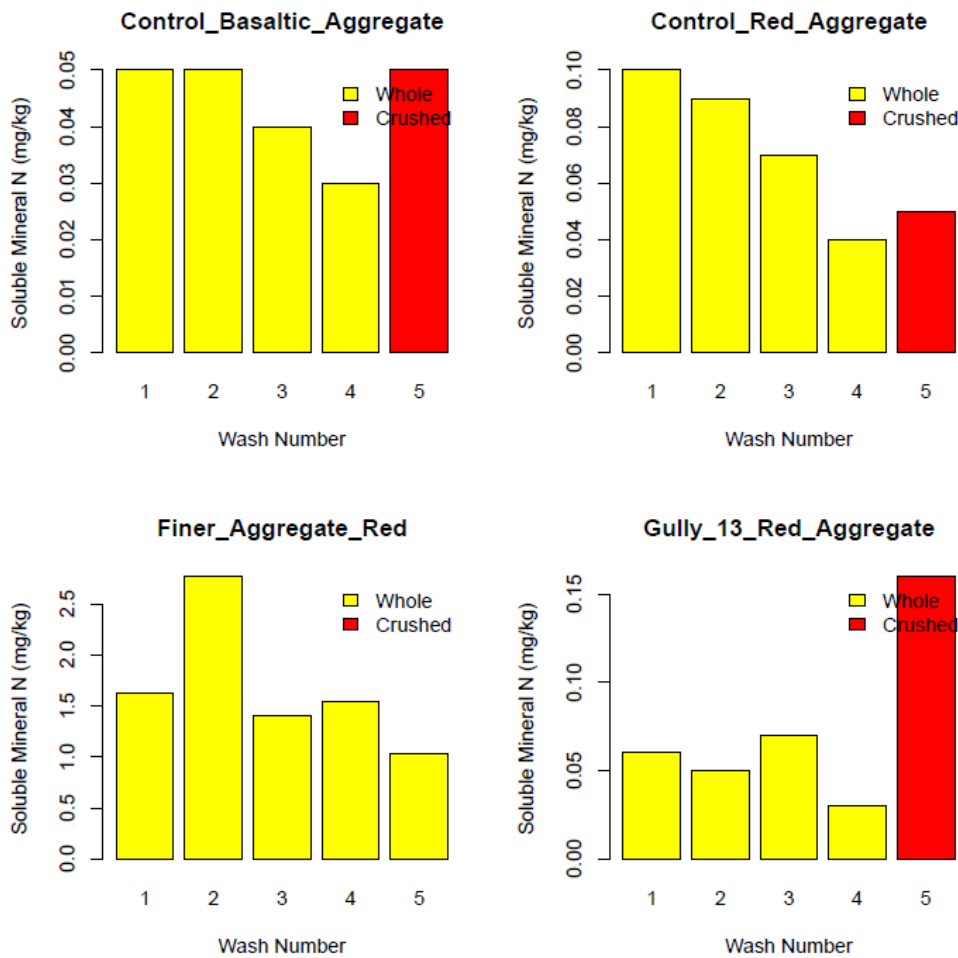 Control_Basaltic_Aggregate
Soluble Mineral N (mg/kg)
0.05
0.04
0.03
0.02
0.01
0.00
Whole
Crushed
1 2 3 4 5
Wash Number
Control_Red_Aggregate
Soluble Mineral N (mg/kg)
0.10
0.08
0.06
0.04
0.02
0.00
Whole
Crushed
1 2 3 4 5
Wash Number
Finer_Aggregate_Red
Soluble Mineral N (mg/kg)
2.5
2.0
1.5
1.0
0.5
0.0
Whole
Crushed
1 2 3 4 5
Wash Number
Gully_13_Red_Aggregate
Soluble Mineral N (mg/kg)
0.15
0.10
0.05
0.00
Whole
Crushed
1 2 3 4 5
Wash Number